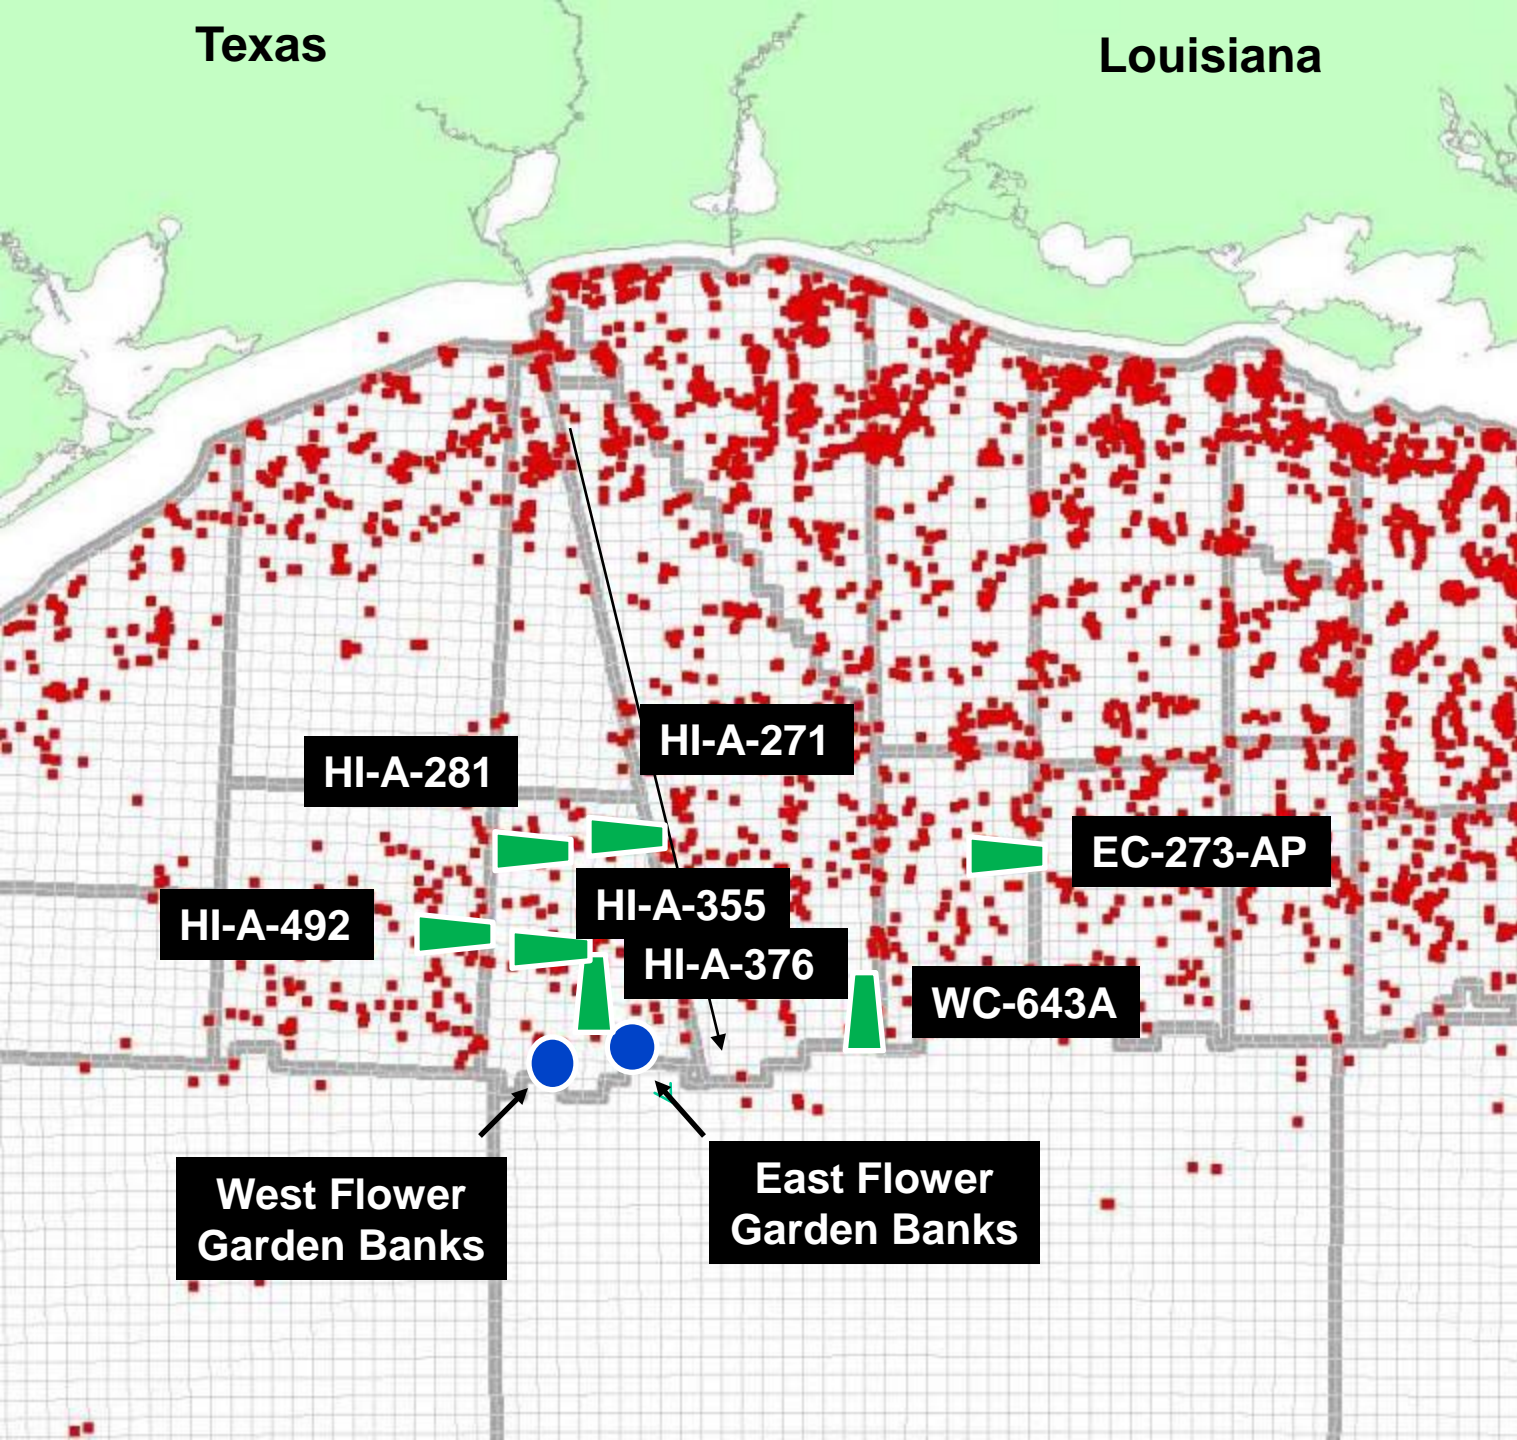 Texas
Louisiana
HI-A-271
HI-A-281
EC-273-AP
HI-A-355
HI-A-492
HI-A-376
WC-643A
West Flower
Garden Banks
East Flower
Garden Banks